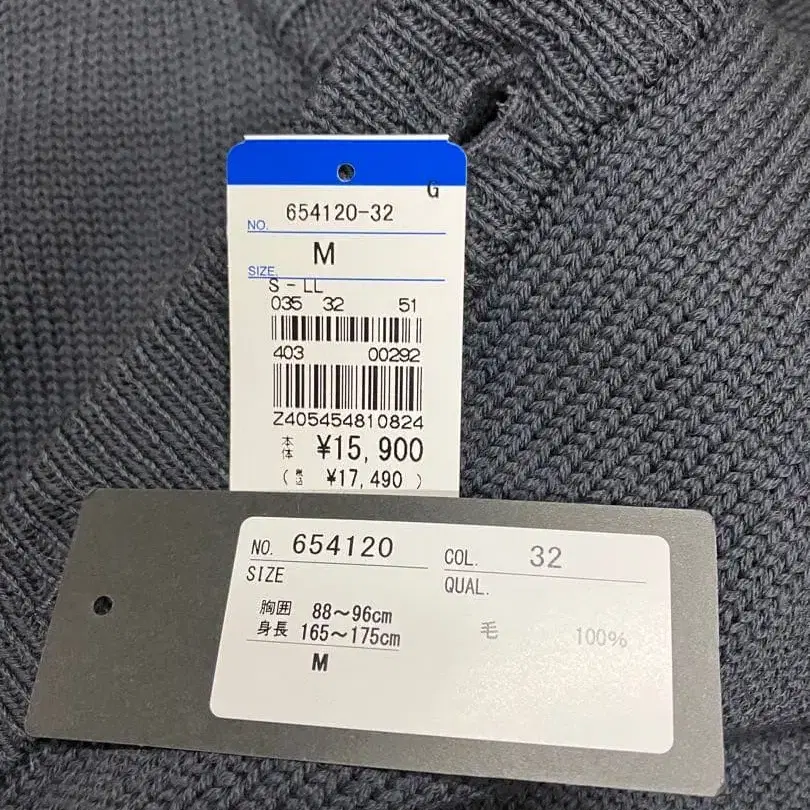 G
NO. 654120-32
M
SIZE.
S - LL
035 32 51
403 00292
Z405454810824
本体 ¥15,900
(税込 ¥17,490 )
NO. 654120
SIZE
胸囲 88～96cm
身長 165～175cm
M
COL. 32
QUAL.
毛 100%